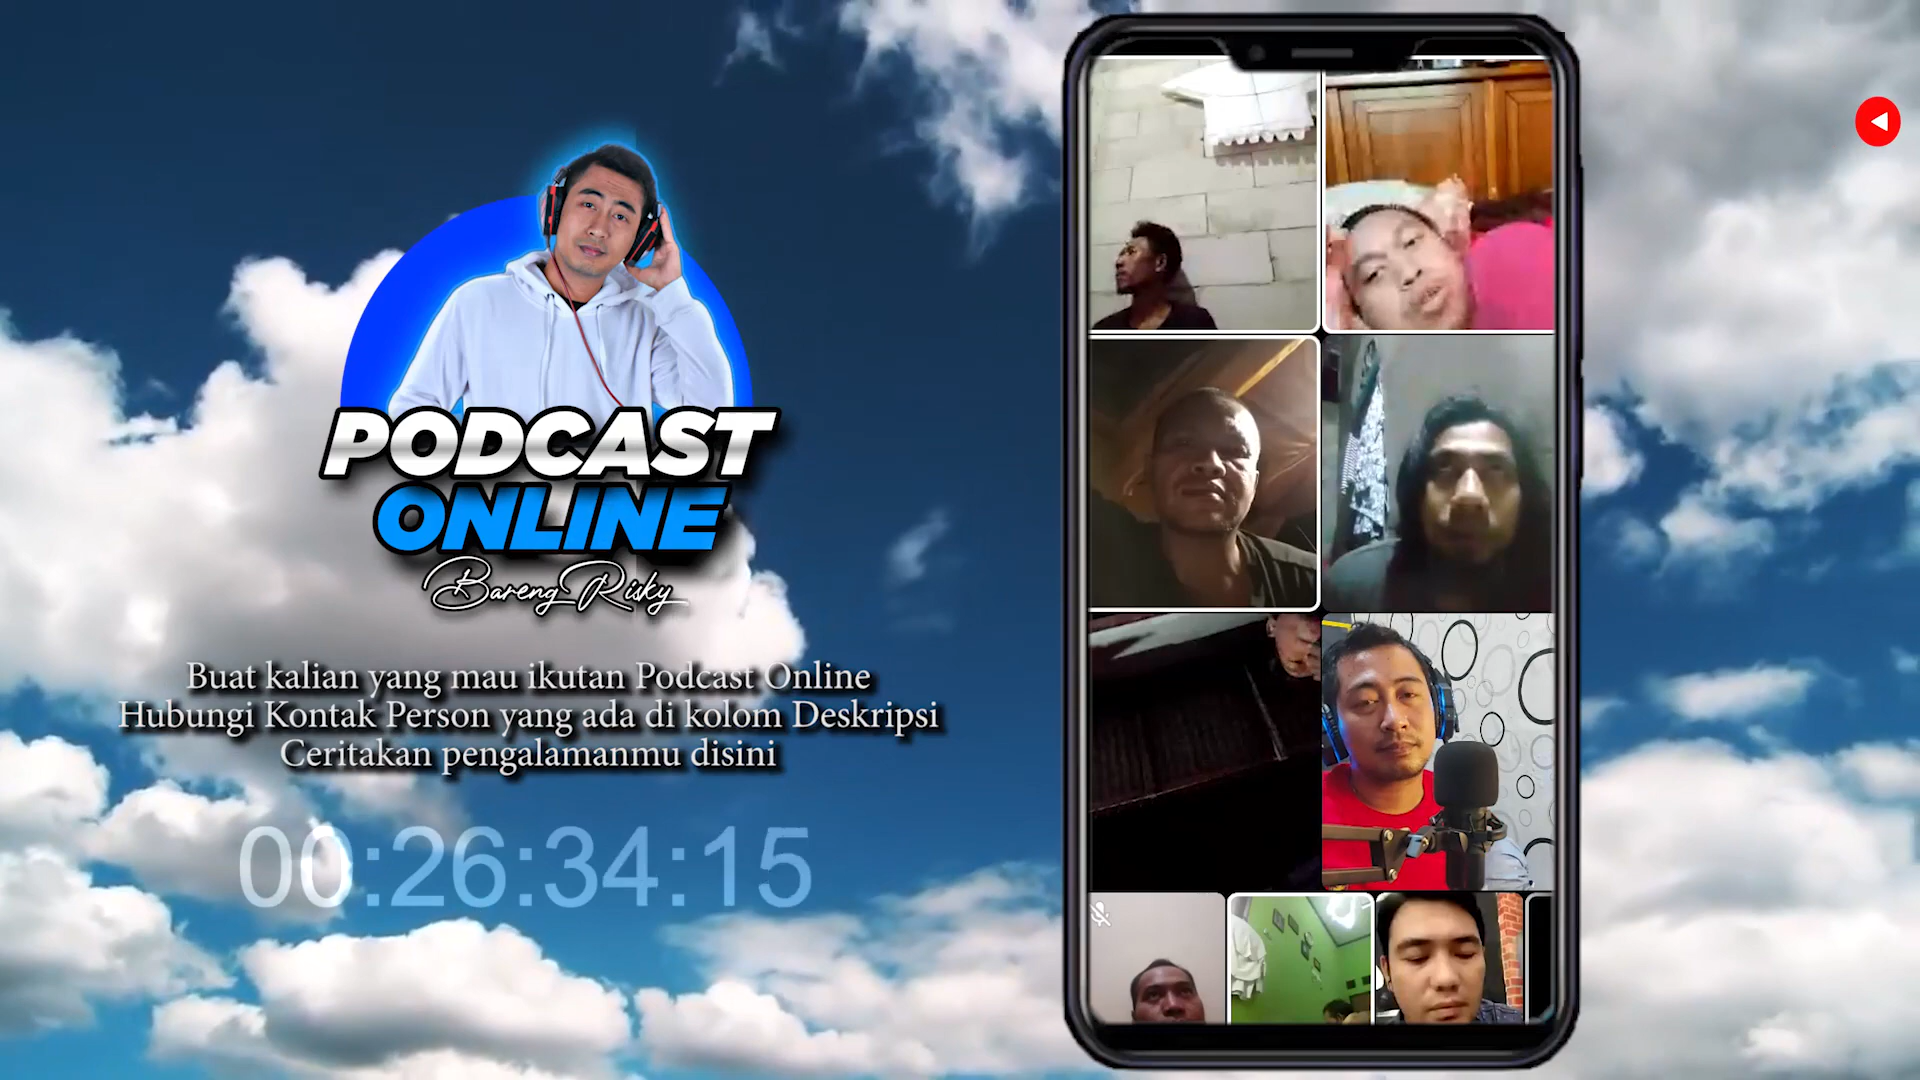 PODCAST
ONLINE
Bareng Risky
Buat kalian yang mau ikutan Podcast Online
Hubungi Kontak Person yang ada di kolom Deskripsi
Ceritakan pengalamanmu disini
00:26:34:15